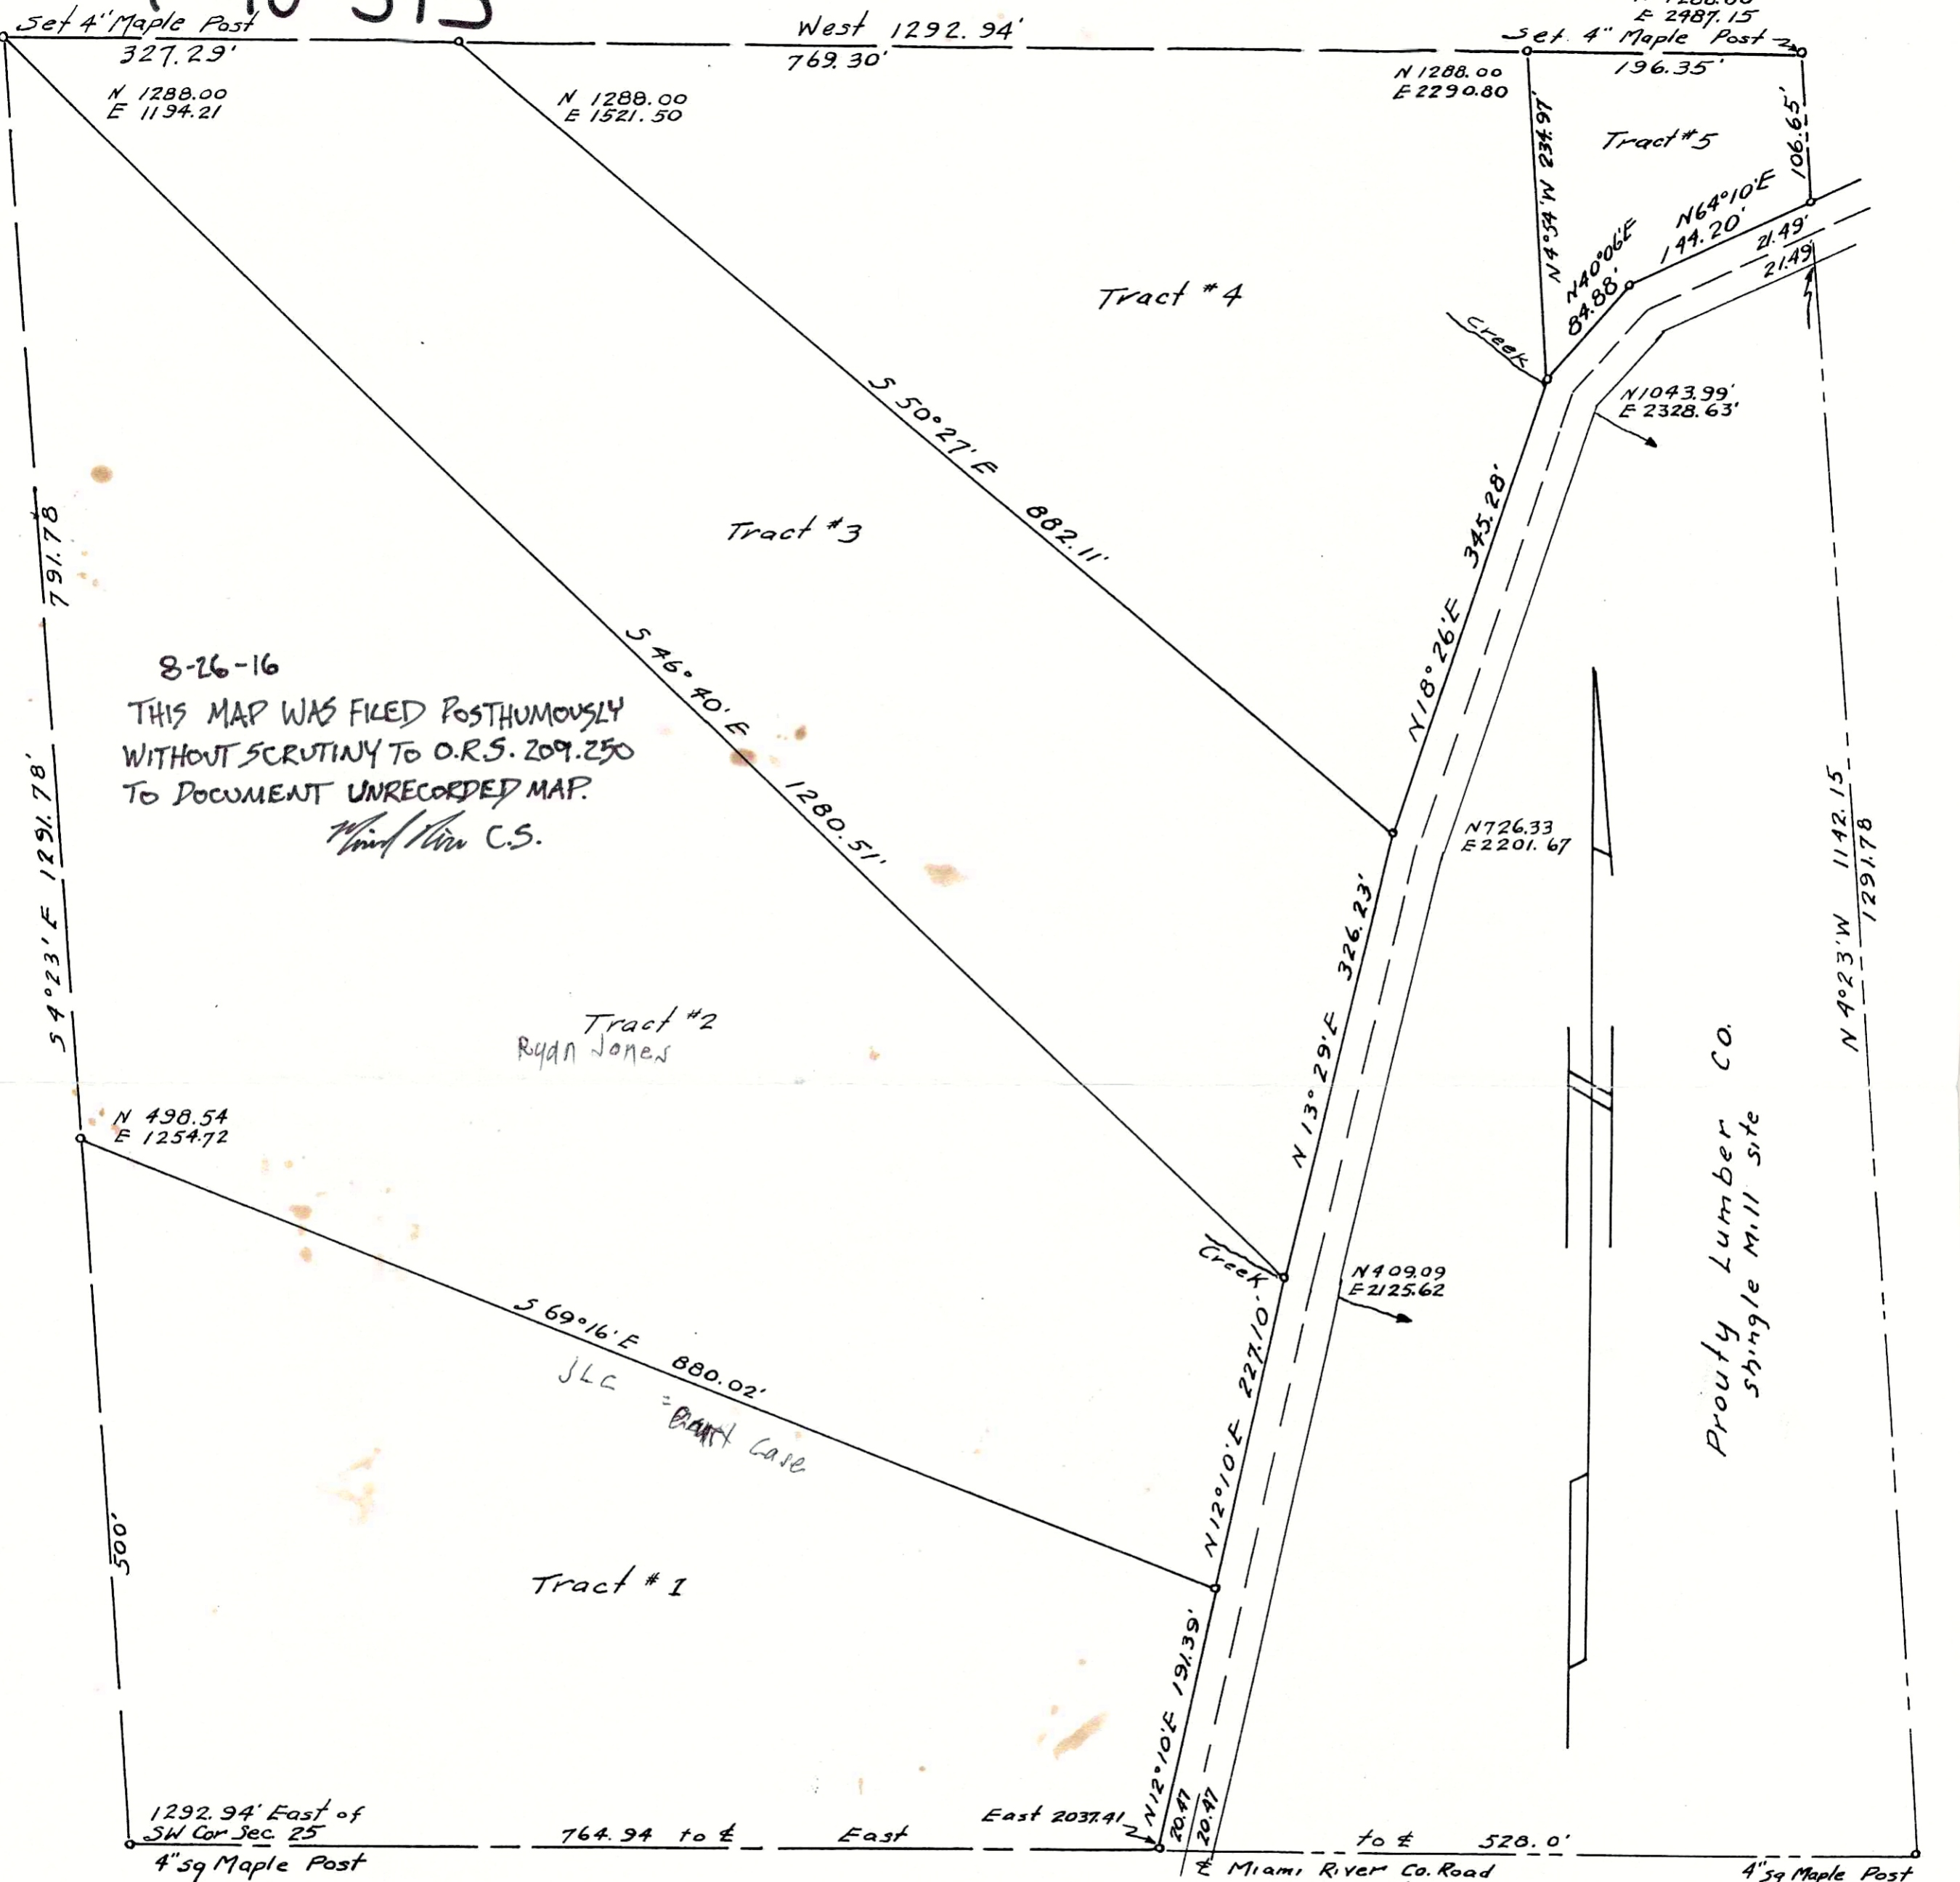 Set 4" Maple Post
327.29'
West 1292.94'
769.30'
E 2487.15
Set 4" Maple Post
196.35'
N 1288.00
E 1194.21
N 1288.00
E 1521.50
N 1288.00
E 2290.80
N4°54'W 234.97'
Tract #5
106.65'
N64°10'E
144.20'
N40°06'E
84.88'
21.49'
21.49'
Tract #4
Creek
N1043.99'
E 2328.63'
S 50°27'E 882.11'
Tract #3
N18°26'E 345.28'
791.78
8-26-16
THIS MAP WAS FILED POSTHUMOUSLY
WITHOUT SCRUTINY TO O.R.S. 209.250
TO DOCUMENT UNRECORDED MAP.
C.S.
S 46°40'E 1280.51'
N726.33
E 2201.67
S 4°23'E 1291.78'
N 4°23'W 1142.15
1291.78
N 13°29'E 326.23'
Tract #2
Ryan Jones
N 498.54
E 1254.72
Creek
N409.09
E 2125.62
Prouty Lumber CO.
Shingle Mill site
S 69°16'E 880.02'
JLC
Case
N12°10'E 227.10'
500'
Tract #1
N12°10'E 191.39'
1292.94' East of
SW Cor Sec. 25
4"sq Maple Post
764.94 to ℄ East
East 2037.41
20.47
20.47
to ℄ 528.0'
℄ Miami River Co. Road
4"sq Maple Post